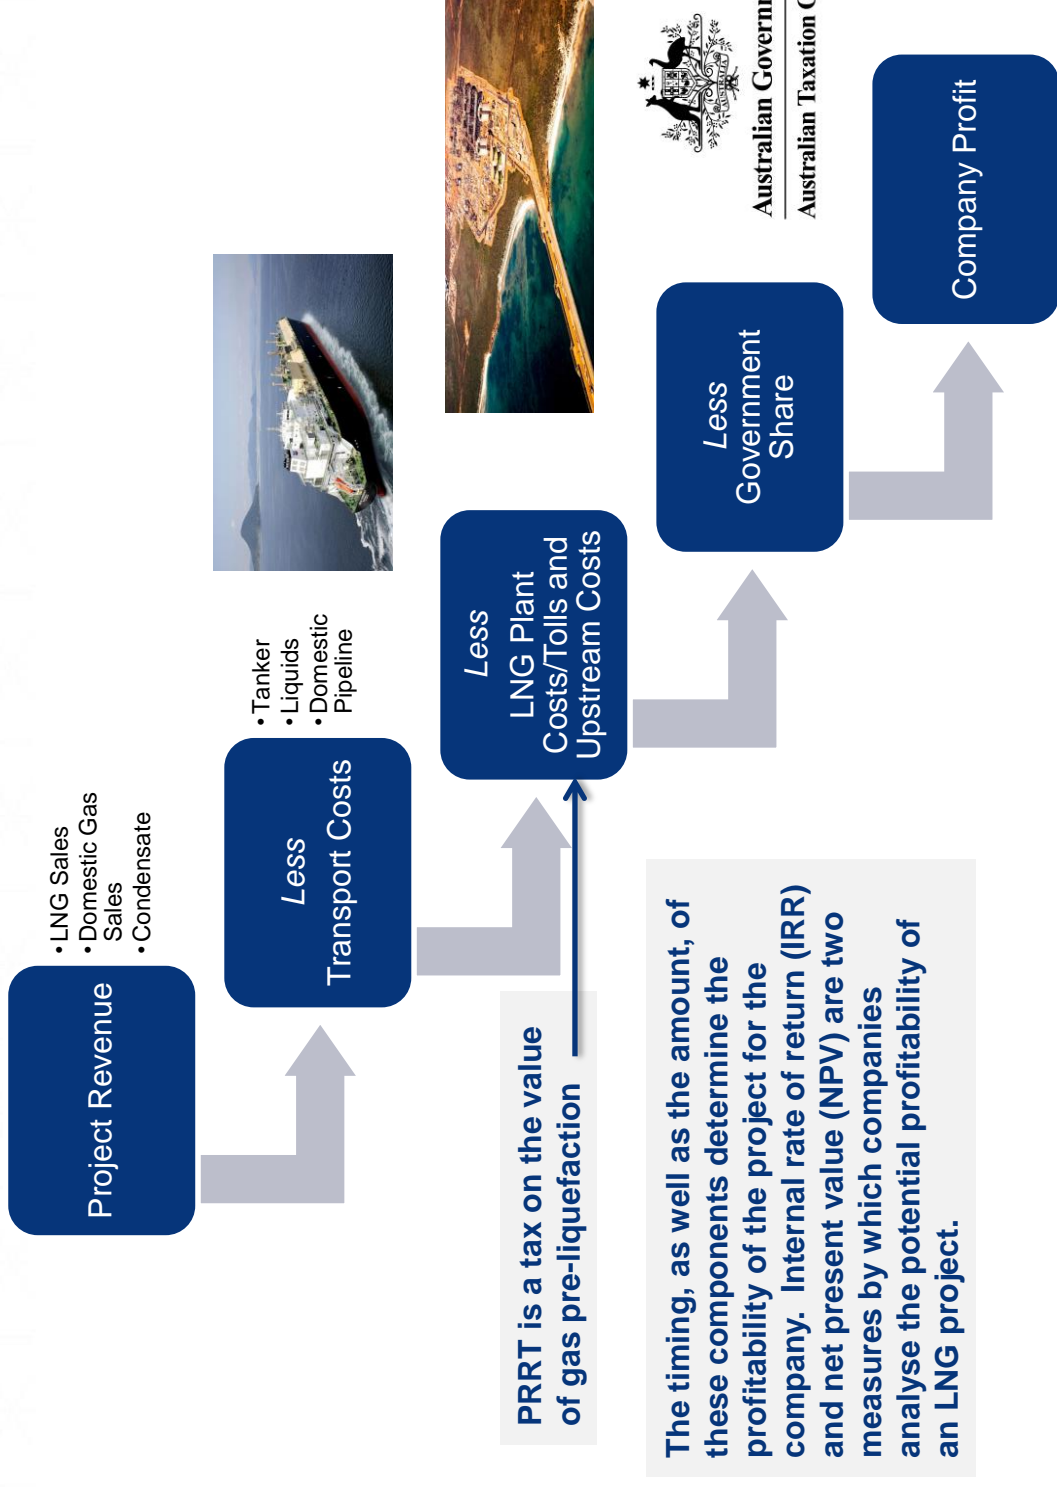 Project Revenue
•LNG Sales
•Domestic Gas
Sales
•Condensate
Less
Transport Costs
•Tanker
•Liquids
•Domestic
Pipeline
PRRT is a tax on the value
of gas pre-liquefaction
Less
LNG Plant
Costs/Tolls and
Upstream Costs
The timing, as well as the amount, of
these components determine the
profitability of the project for the
company. Internal rate of return (IRR)
and net present value (NPV) are two
measures by which companies
analyse the potential profitability of
an LNG project.
Less
Government
Share
AUSTRALIA
Australian
Australian Taxation
Company Profit